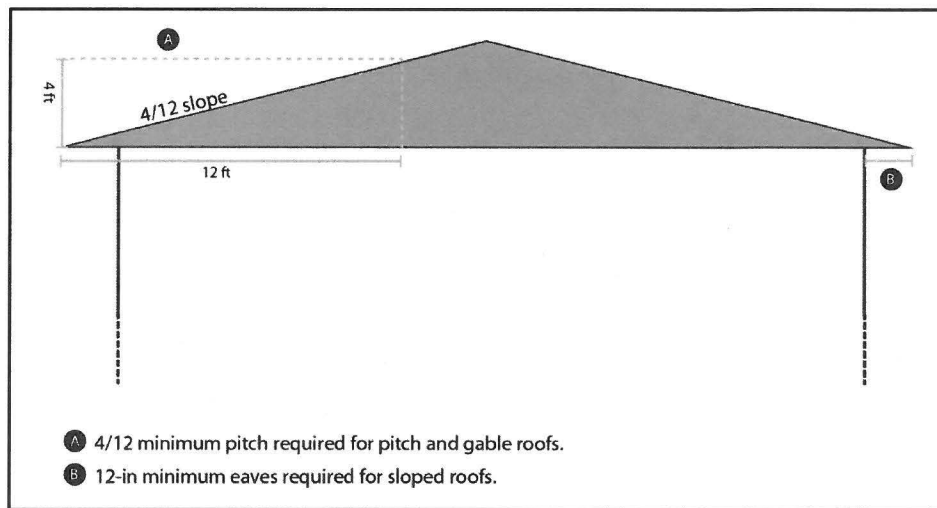 A
4 ft
4/12 slope
12 ft
B
A 4/12 minimum pitch required for pitch and gable roofs.
B 12-in minimum eaves required for sloped roofs.